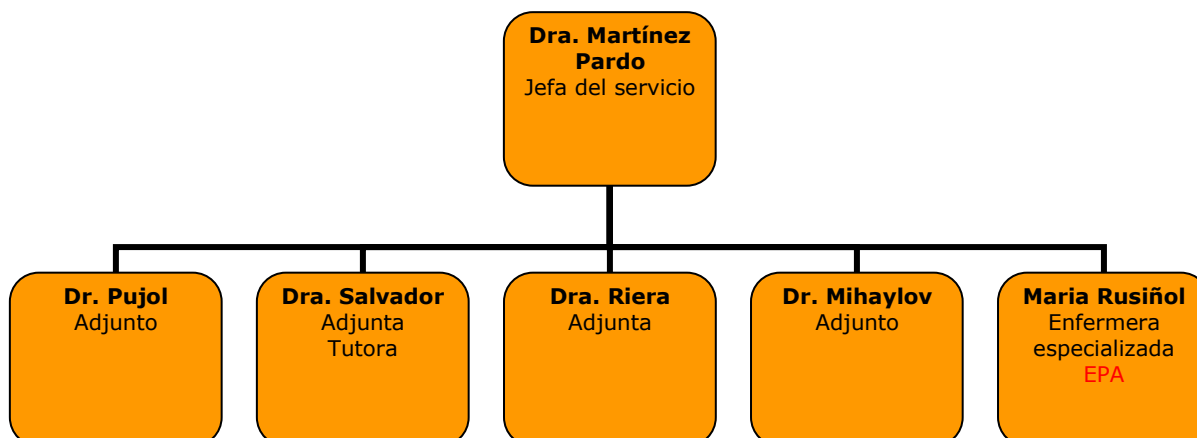 Dra. Martínez
Pardo
Jefa del servicio
Dr. Pujol
Adjunto
Dra. Salvador
Adjunta
Tutora
Dra. Riera
Adjunta
Dr. Mihaylov
Adjunto
Maria Rusiñol
Enfermera
especializada
EPA